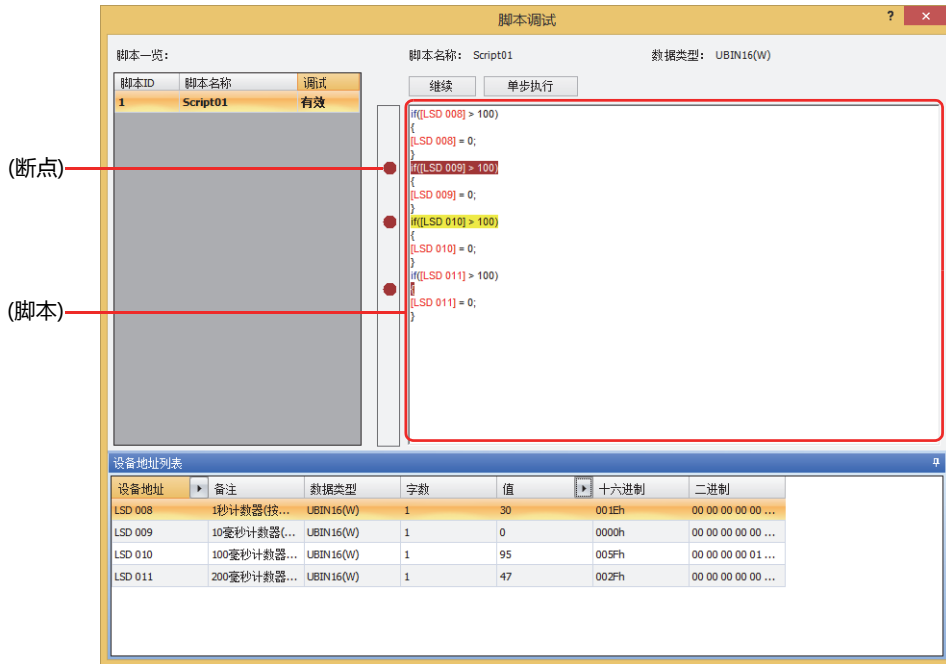 脚本调试
? ×
脚本一览:
脚本名称: Script01
数据类型: UBIN16(W)
脚本ID 脚本名称 调试
1 Script01 有效
继续 单步执行
if([LSD 008] > 100)
{
[LSD 008] = 0;
}
(断点)
if([LSD 009] > 100)
{
[LSD 009] = 0;
}
if([LSD 010] > 100)
{
[LSD 010] = 0;
}
if([LSD 011] > 100)
{
[LSD 011] = 0;
}
(脚本)
设备地址列表
设备地址 备注 数据类型 字数 值 十六进制 二进制
LSD 008 1秒计数器(按... UBIN16(W) 1 30 001Eh 00 00 00 00 00 ...
LSD 009 10毫秒计数器(... UBIN16(W) 1 0 0000h 00 00 00 00 00 ...
LSD 010 100毫秒计数器... UBIN16(W) 1 95 005Fh 00 00 00 00 01 ...
LSD 011 200毫秒计数器... UBIN16(W) 1 47 002Fh 00 00 00 00 00 ...